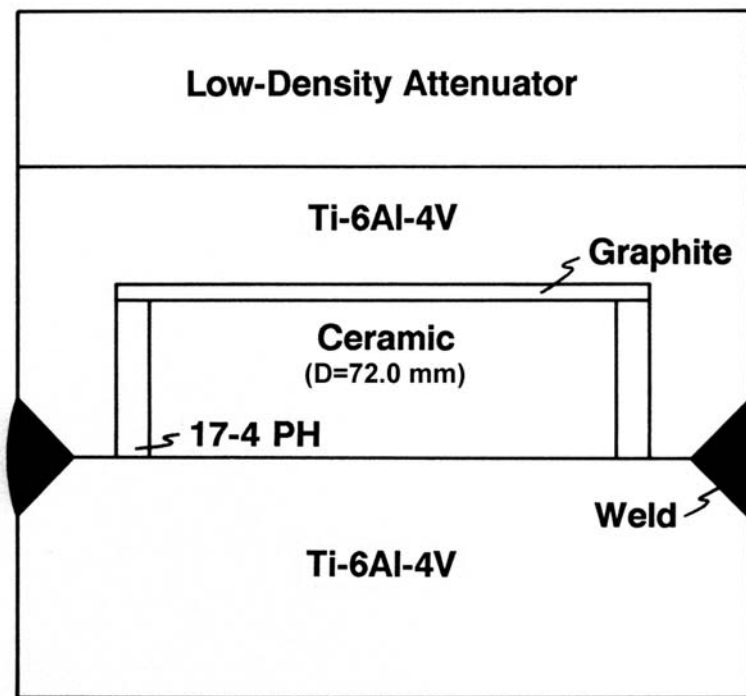 Low-Density Attenuator
Ti-6Al-4V
Graphite
Ceramic
(D=72.0 mm)
17-4 PH
Weld
Ti-6Al-4V